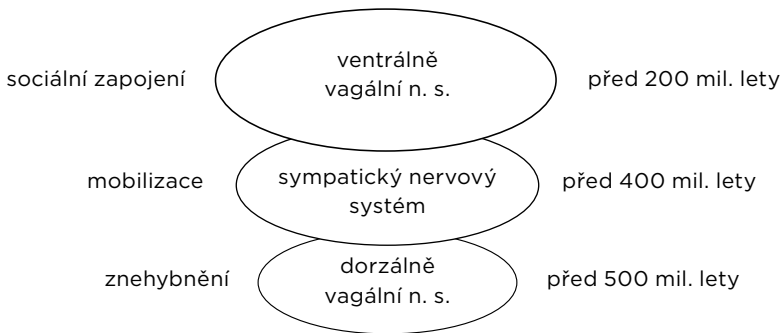 sociální zapojení
ventrálně
vagální n. s.
před 200 mil. lety
mobilizace
sympatický nervový
systém
před 400 mil. lety
znehybnění
dorzálně
vagální n. s.
před 500 mil. lety